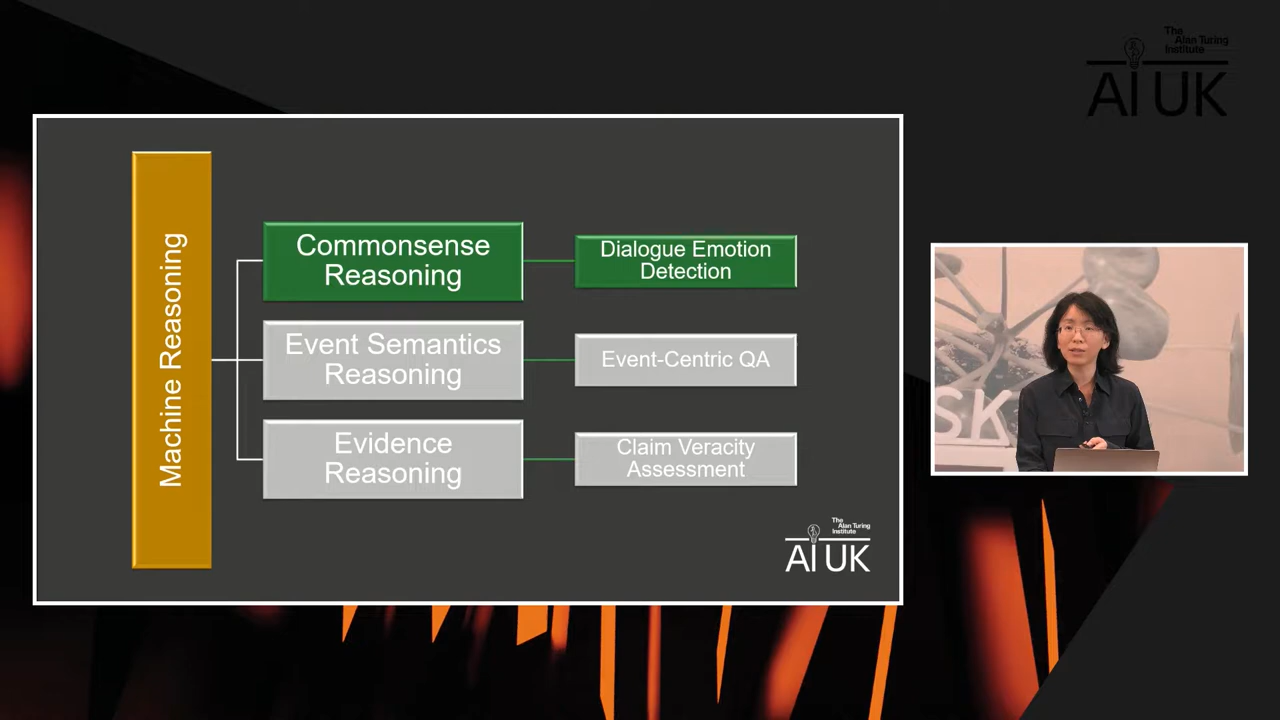 The
Alan Turing
Institute
AI UK
Machine Reasoning
Commonsense
Reasoning
Dialogue Emotion
Detection
Event Semantics
Reasoning
Event-Centric QA
Evidence
Reasoning
Claim Veracity
Assessment
The
Alan Turing
Institute
AI UK
SK